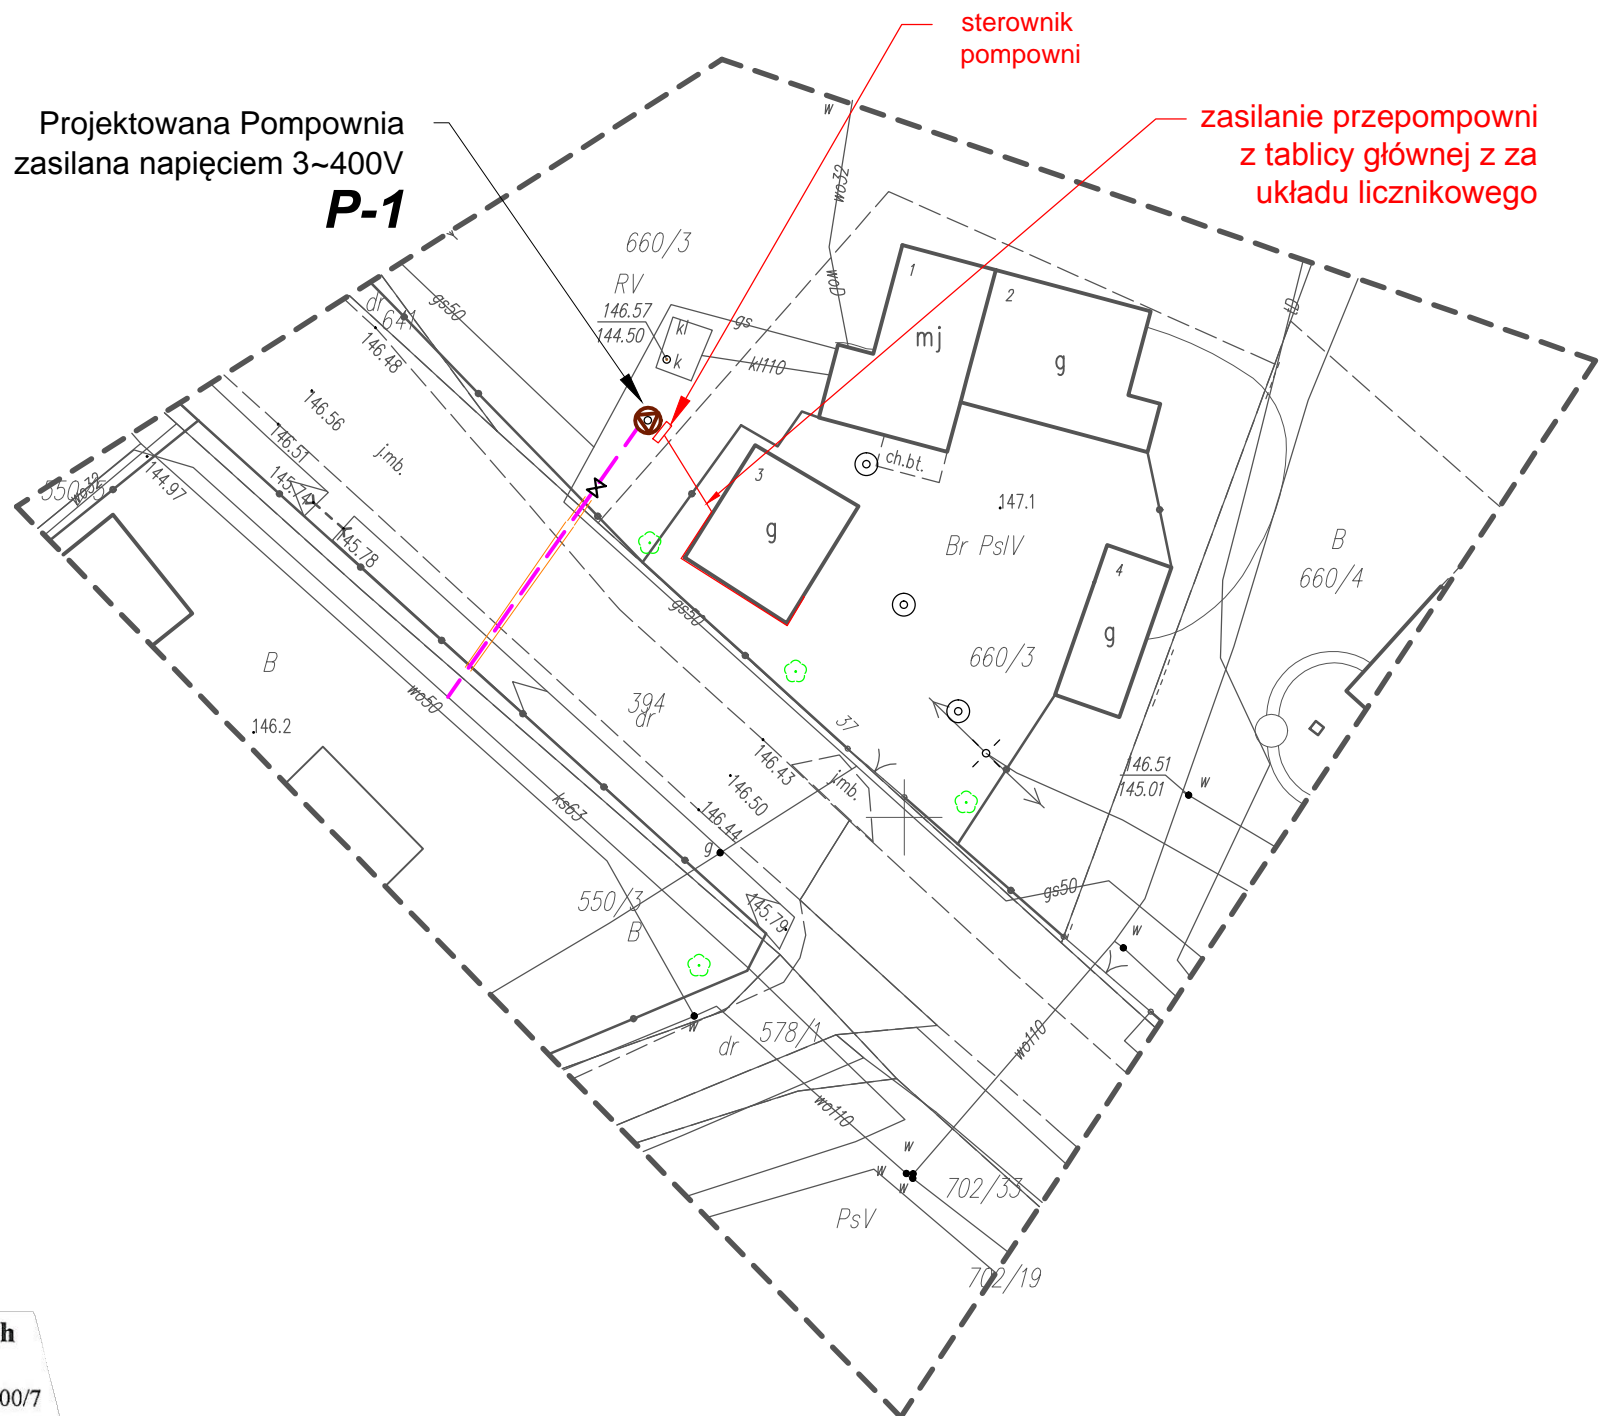 sterownik
pompowni
Projektowana Pompownia
zasilana napięciem 3~400V
P-1
zasilanie przepompowni
z tablicy głównej z za
układu licznikowego
w
wo32
woD
660/3
RV
146.57
144.50
kl
k
gs
kl110
gs50
dr
641
146.48
1
mj
2
g
3
g
ch.bt.
147.1
Br PsIV
4
g
B
660/4
660/3
146.56
146.51
j.mb.
145.74
145.78
144.97
wo32
B
146.2
wo50
gs50
394
dr
37
146.43
j.mb.
146.50
146.44
g
ks63
550/3
B
145.79
146.51
145.01
w
gs50
w
w
dr
578/1
wo110
wo110
w
w
w
702/33
PsV
702/19
h
00/7